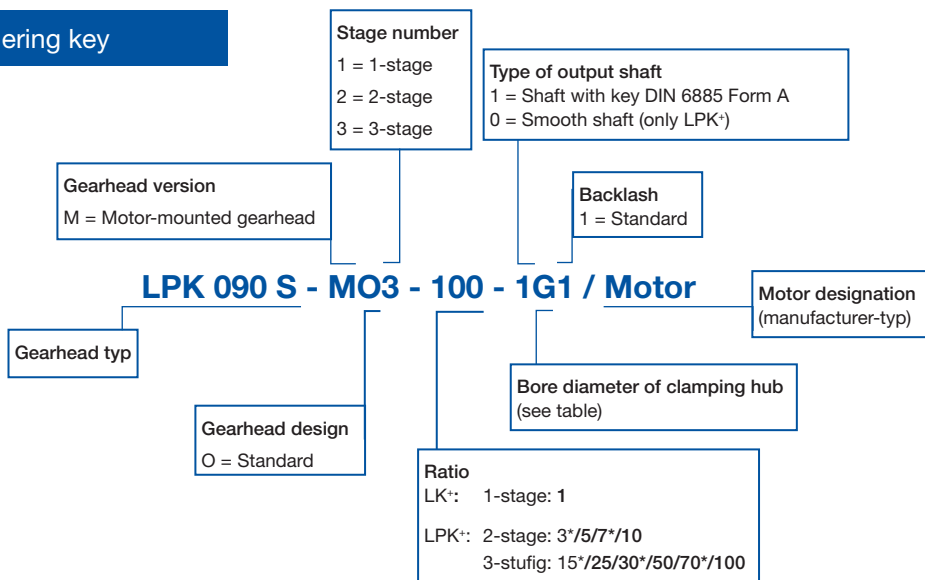 ering key
Stage number
1 = 1-stage
2 = 2-stage
3 = 3-stage
Type of output shaft
1 = Shaft with key DIN 6885 Form A
0 = Smooth shaft (only LPK⁺)
Gearhead version
M = Motor-mounted gearhead
Backlash
1 = Standard
LPK 090 S - MO3 - 100 - 1G1 / Motor
Motor designation
(manufacturer-typ)
Gearhead typ
Bore diameter of clamping hub
(see table)
Gearhead design
O = Standard
Ratio
LK⁺: 1-stage: 1
LPK⁺: 2-stage: 3*/5/7*/10
3-stufig: 15*/25/30*/50/70*/100